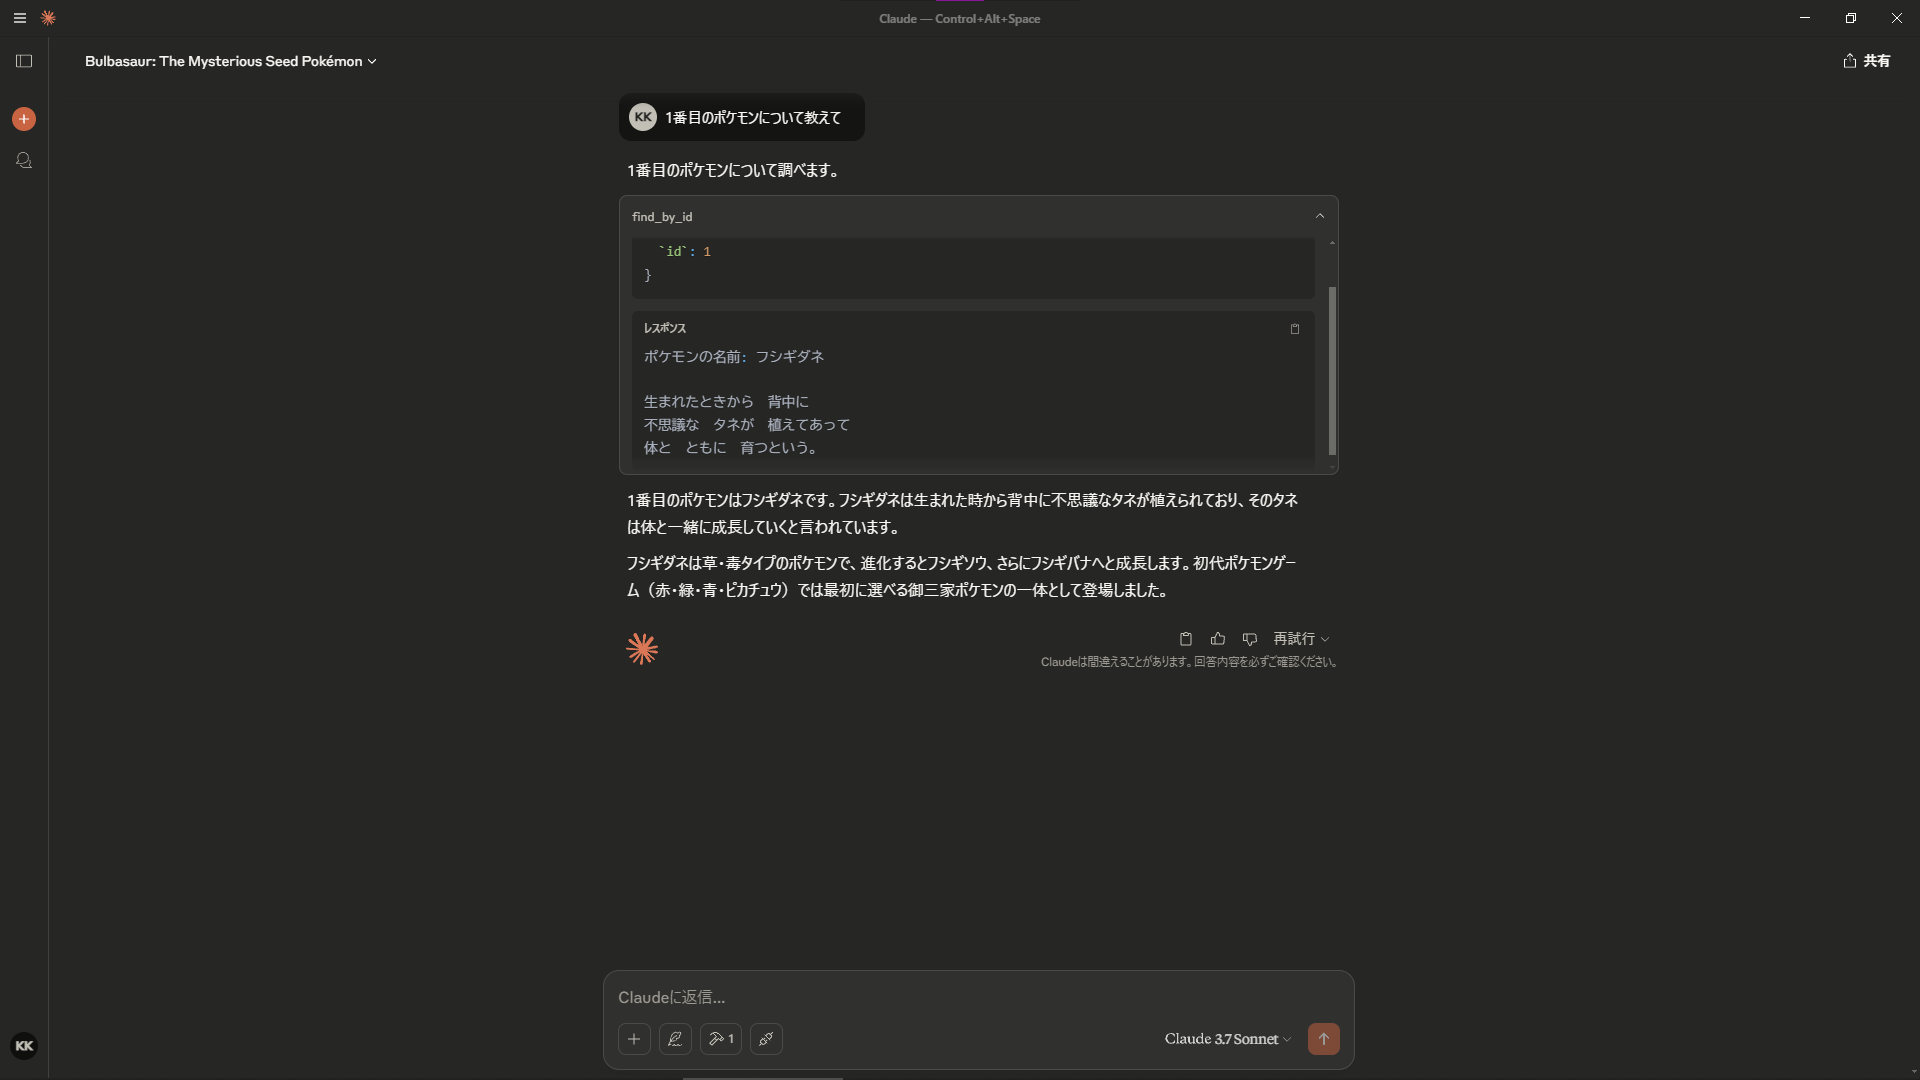 Claude — Control+Alt+Space
Bulbasaur: The Mysterious Seed Pokémon
共有
KK
1番目のポケモンについて教えて
1番目のポケモンについて調べます。
find_by_id
`id`: 1
}
レスポンス
ポケモンの名前: フシギダネ
生まれたときから　背中に
不思議な　タネが　植えてあって
体と　ともに　育つという。
1番目のポケモンはフシギダネです。フシギダネは生まれた時から背中に不思議なタネが植えられており、そのタネ
は体と一緒に成長していくと言われています。
フシギダネは草・毒タイプのポケモンで、進化するとフシギソウ、さらにフシギバナへと成長します。初代ポケモンゲー
ム（赤・緑・青・ピカチュウ）では最初に選べる御三家ポケモンの一体として登場しました。
再試行
Claudeは間違えることがあります。回答内容を必ずご確認ください。
Claudeに返信...
1
Claude 3.7 Sonnet
KK